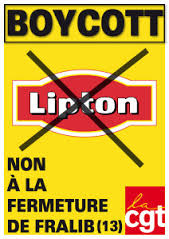 BOYCOTT
Lipton
NON
À LA
FERMETURE
DE FRALIB (13)
la
cgt